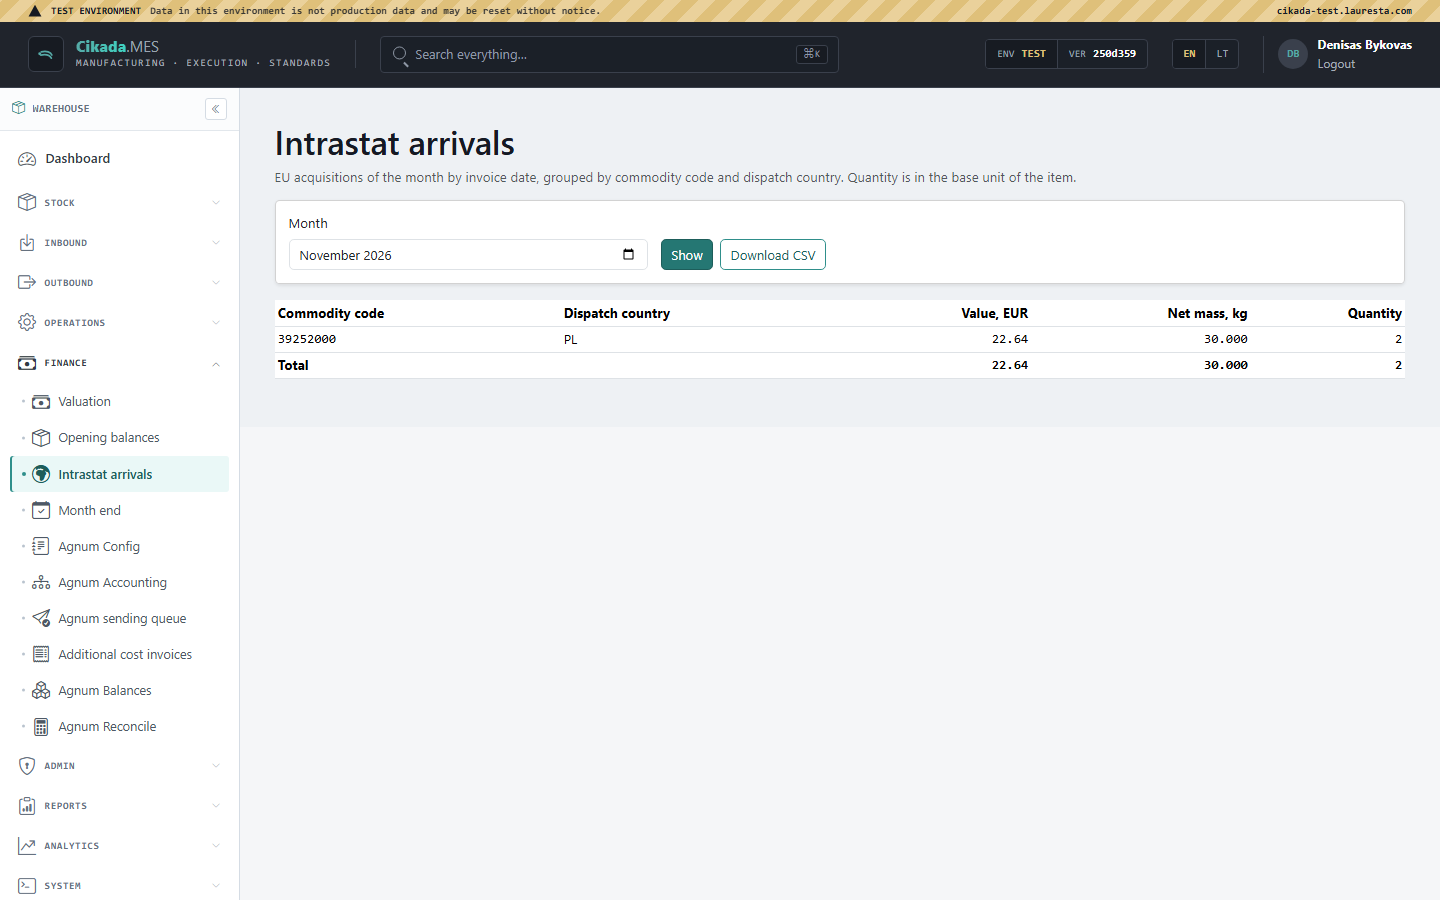 TEST ENVIRONMENT Data in this environment is not production data and may be reset without notice. cikada-test.lauresta.com
Cikada.MES
MANUFACTURING · EXECUTION · STANDARDS
Search everything... ⌘K
ENV TEST VER 250d359
EN LT
DB
Denisas Bykovas
Logout
WAREHOUSE
Dashboard
STOCK
INBOUND
OUTBOUND
OPERATIONS
FINANCE
Valuation
Opening balances
Intrastat arrivals
Month end
Agnum Config
Agnum Accounting
Agnum sending queue
Additional cost invoices
Agnum Balances
Agnum Reconcile
ADMIN
REPORTS
ANALYTICS
SYSTEM
Intrastat arrivals
EU acquisitions of the month by invoice date, grouped by commodity code and dispatch country. Quantity is in the base unit of the item.
Month
November 2026 Show Download CSV
Commodity code Dispatch country Value, EUR Net mass, kg Quantity
39252000 PL 22.64 30.000 2
Total 22.64 30.000 2